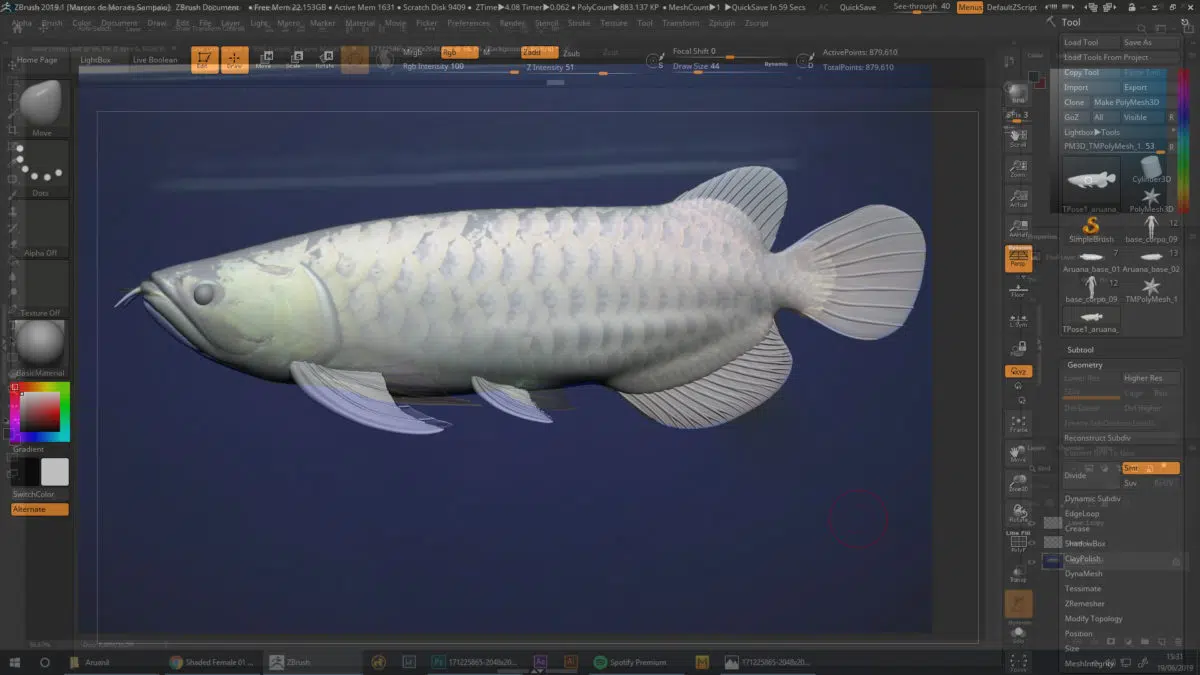 ZBrush 2019.1 [Marcos de Moraes Sampaio] ZBrush Document • Free Mem 22.153GB • Active Mem 1631 • Scratch Disk 9409 • ZTime▶4.08 Timer▶0.062 • PolyCount▶883.137 KP • MeshCount▶1 ▶QuickSave In 59 Secs AC QuickSave See-through 40 Menus DefaultZScript
Alpha Brush Color Document Draw Edit File Layer Light Macro Marker Material Movie Picker Preferences Render Stencil Stroke Texture Tool Transform Zplugin Zscript
Tool
Load Tool Save As
Load Tools From Project
Copy Tool Paste Tool
Import Export
Clone Make PolyMesh3D
GoZ All Visible R
Lightbox▶Tools
PM3D_TMPolyMesh_1 53 R
TPose1_aruana_
Cylinder3D
PolyMesh3D
SimpleBrush
12
base_corpo_09
7
Aruana_base_01
13
Aruana_base_02
12
base_corpo_09
TMPolyMesh_1
TPose1_aruana_
Subtool
Geometry
Lower Res Higher Res
SDiv Cage Rstr
Del Lower Del Higher
Reconstruct Subdiv
Divide
Smt
Suv ReUV
Dynamic Subdiv
EdgeLoop
Crease
ShadowBox
ClayPolish
DynaMesh
Tessimate
ZRemesher
Modify Topology
Position
Size
MeshIntegrity
Home Page LightBox Live Boolean
Edit
Draw
Move
Scale
Rotate
Mrgb Rgb M
Rgb Intensity 100
Zadd Zsub Zcut
Z Intensity 51
S
Focal Shift 0
Draw Size 44
Dynamic
D
ActivePoints: 879,610
TotalPoints: 879,610
Move
Dots
Alpha Off
Texture Off
BasicMaterial
Gradient
SwitchColor
Alternate
BPR
SPix 3
Scroll
Zoom
Actual
AAHalf
Dynamic
Persp
Floor
L.Sym
Xyz
Frame
Move
Zoom3D
Rotate
Line Fill
PolyF
Transp
Solo
Xpose
Aruanã
Shaded Female 01 ...
ZBrush
171225865-2048x20...
Spotify Premium
171225865-2048x20...
15:31
19/06/2019